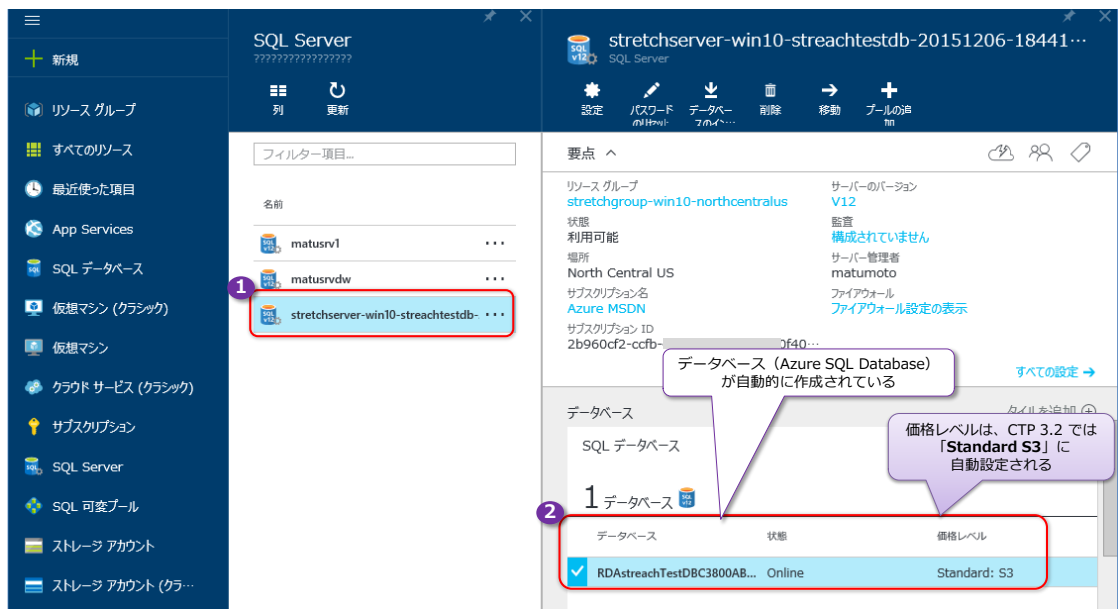 新規
リソース グループ
すべてのリソース
最近使った項目
App Services
SQL データベース
仮想マシン (クラシック)
仮想マシン
クラウド サービス (クラシック)
サブスクリプション
SQL Server
SQL 可変プール
ストレージ アカウント
ストレージ アカウント (クラ…
SQL Server
?????????????????
列
更新
フィルター項目...
名前
matusrv1
matusrvdw
1
stretchserver-win10-streachtestdb-
stretchserver-win10-streachtestdb-20151206-18441…
SQL Server
設定
パスワード
のリセット
データベー
スのイン…
削除
移動
プールの追
加
要点
リソース グループ
stretchgroup-win10-northcentralus
サーバーのバージョン
V12
状態
利用可能
監査
構成されていません
場所
North Central US
サーバー管理者
matumoto
サブスクリプション名
Azure MSDN
ファイアウォール
ファイアウォール設定の表示
サブスクリプション ID
2b960cf2-ccfb-
0f40…
データベース（Azure SQL Database）
が自動的に作成されている
すべての設定
データベース
タイルを追加
価格レベルは、CTP 3.2 では
「Standard S3」に
自動設定される
SQL データベース
1 データベース
2
データベース 状態 価格レベル
RDAstreachTestDBC3800AB... Online Standard: S3